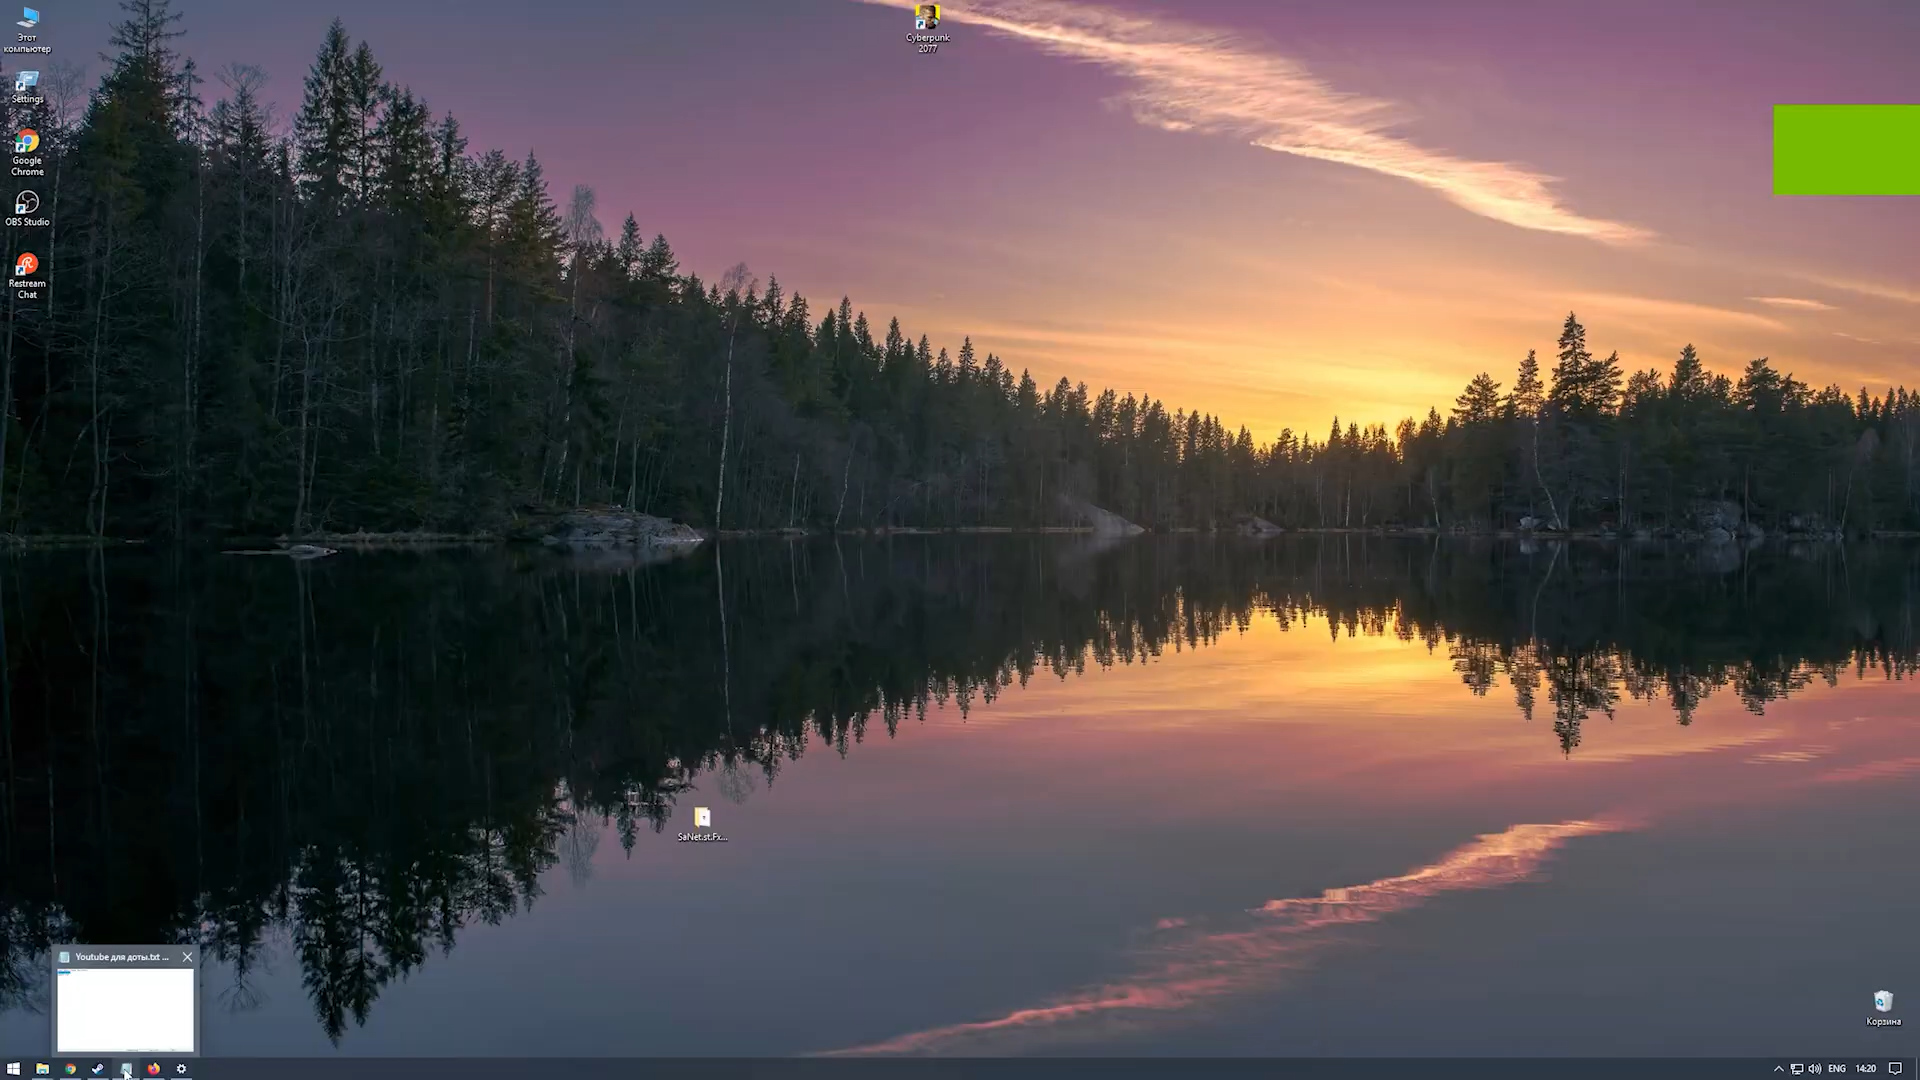 Этот
компьютер
Settings
Google
Chrome
OBS Studio
Restream
Chat
Cyberpunk
2077
SaNet.st.Fx...
Корзина
Youtube для доты.txt ...
ENG
14:20